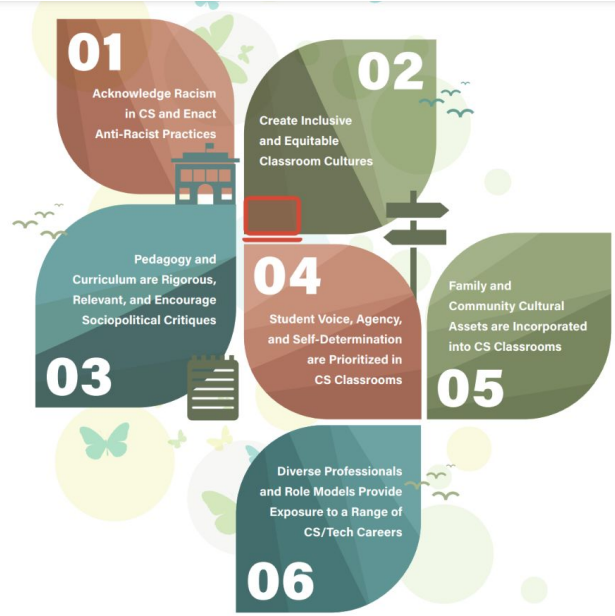 01
Acknowledge Racism
in CS and Enact
Anti-Racist Practices
02
Create Inclusive
and Equitable
Classroom Cultures
Pedagogy and
Curriculum are Rigorous,
Relevant, and Encourage
Sociopolitical Critiques
03
04
Student Voice, Agency,
and Self-Determination
are Prioritized in
CS Classrooms
Family and
Community Cultural
Assets are Incorporated
into CS Classrooms
05
Diverse Professionals
and Role Models Provide
Exposure to a Range of
CS/Tech Careers
06